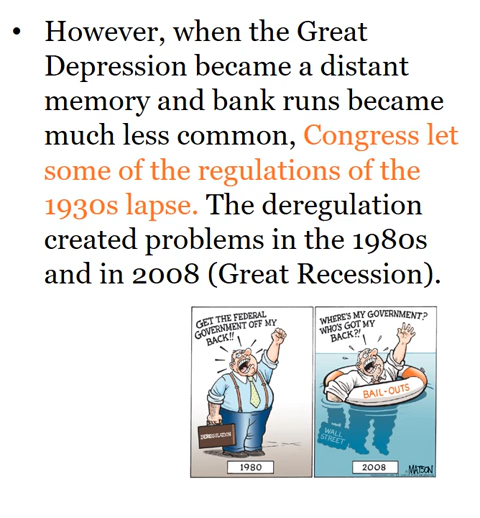 • However, when the Great
Depression became a distant
memory and bank runs became
much less common, Congress let
some of the regulations of the
1930s lapse. The deregulation
created problems in the 1980s
and in 2008 (Great Recession).
GET THE FEDERAL
GOVERNMENT OFF MY
BACK!!
DEREGULATION
1980
WHERE'S MY GOVERNMENT?
WHO'S GOT MY
BACK?!
BAIL-OUTS
WALL
STREET
2008
MATSON